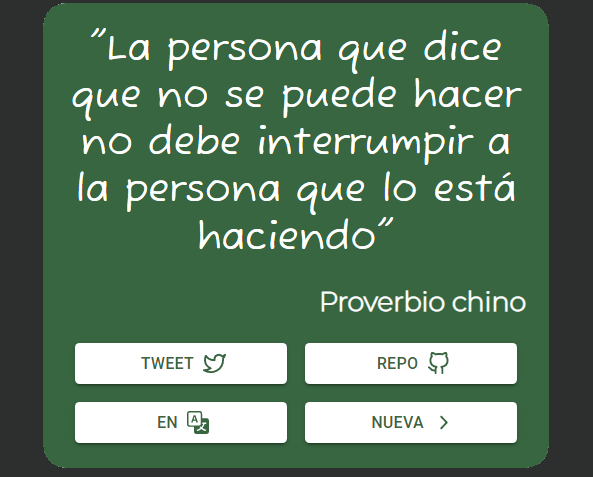 "La persona que dice
que no se puede hacer
no debe interrumpir a
la persona que lo está
haciendo"
Proverbio chino
TWEET
REPO
EN
NUEVA